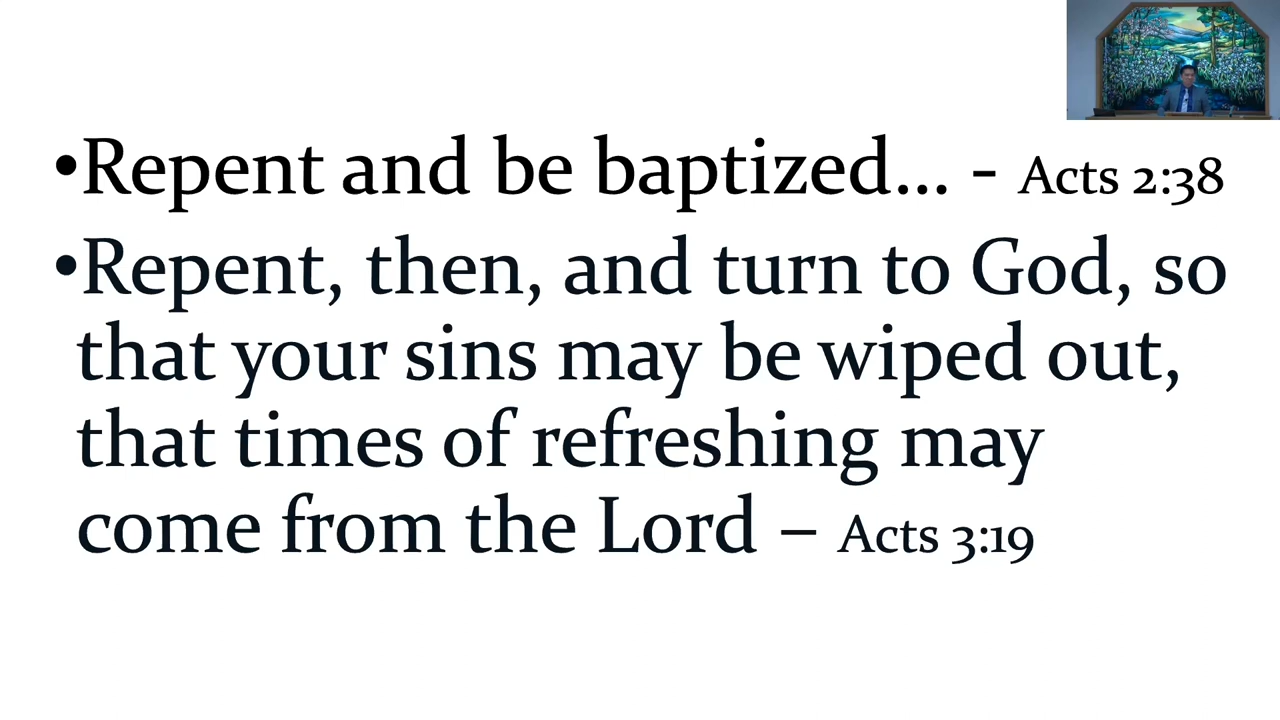 •Repent and be baptized... - Acts 2:38
•Repent, then, and turn to God, so
that your sins may be wiped out,
that times of refreshing may
come from the Lord – Acts 3:19